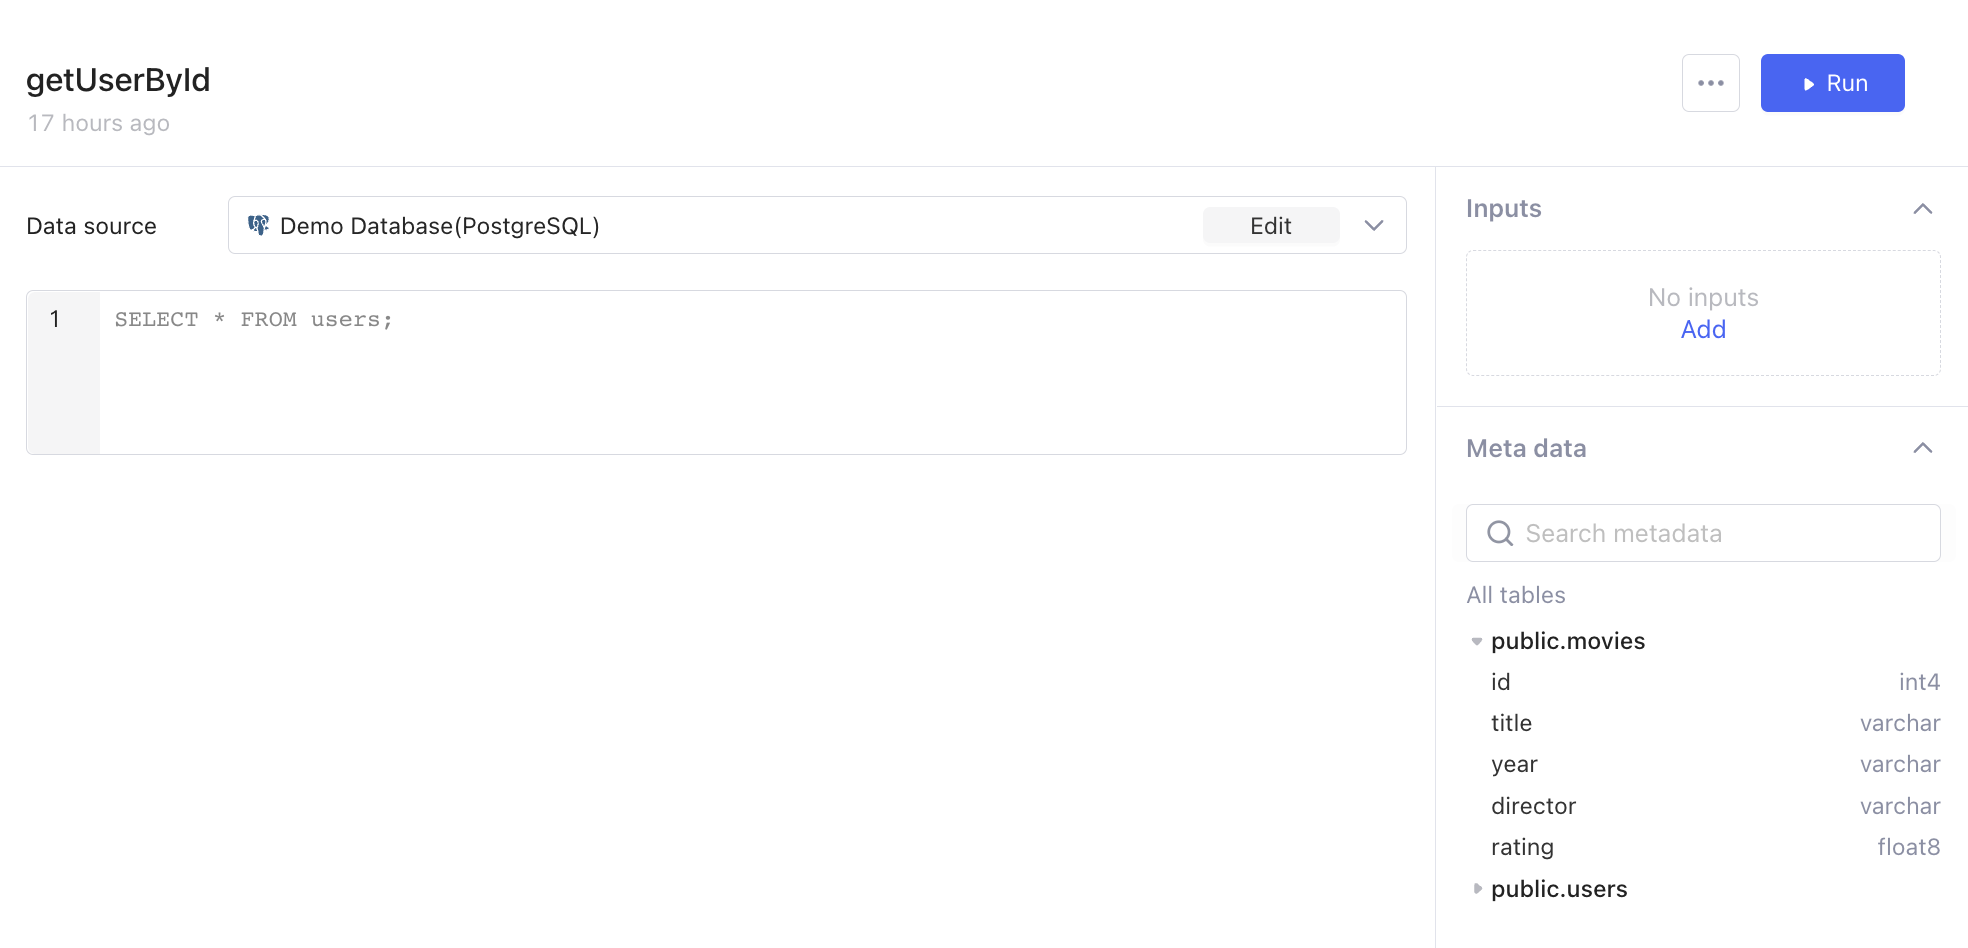 getUserById
17 hours ago
Run
Data source
Demo Database(PostgreSQL)
Edit
1
SELECT * FROM users;
Inputs
No inputs
Add
Meta data
Search metadata
All tables
public.movies
id int4
title varchar
year varchar
director varchar
rating float8
public.users